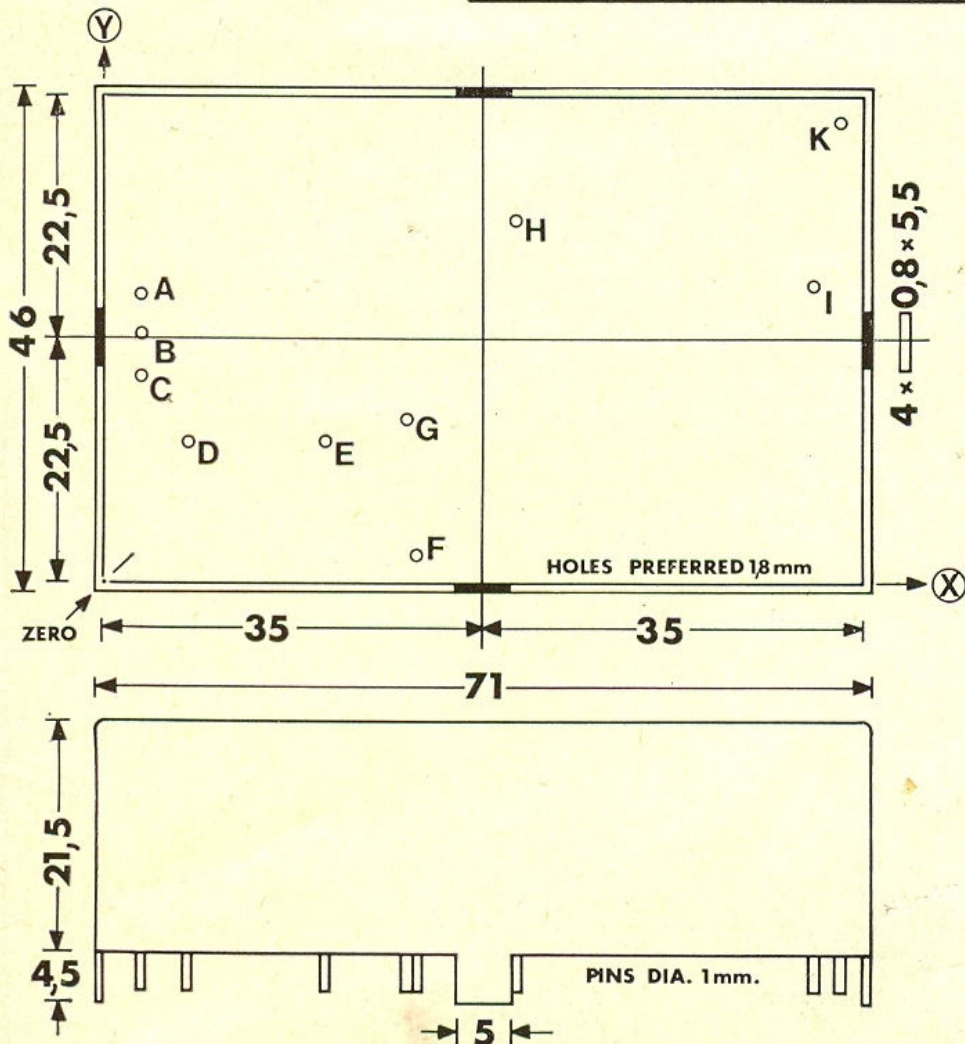 Y
K
H
22,5
A
I
46
B
4 × 0,8 × 5,5
C
G
D
E
22,5
F
HOLES PREFERRED 1,8 mm
X
ZERO
35
35
71
21,5
4,5
PINS DIA. 1mm.
5